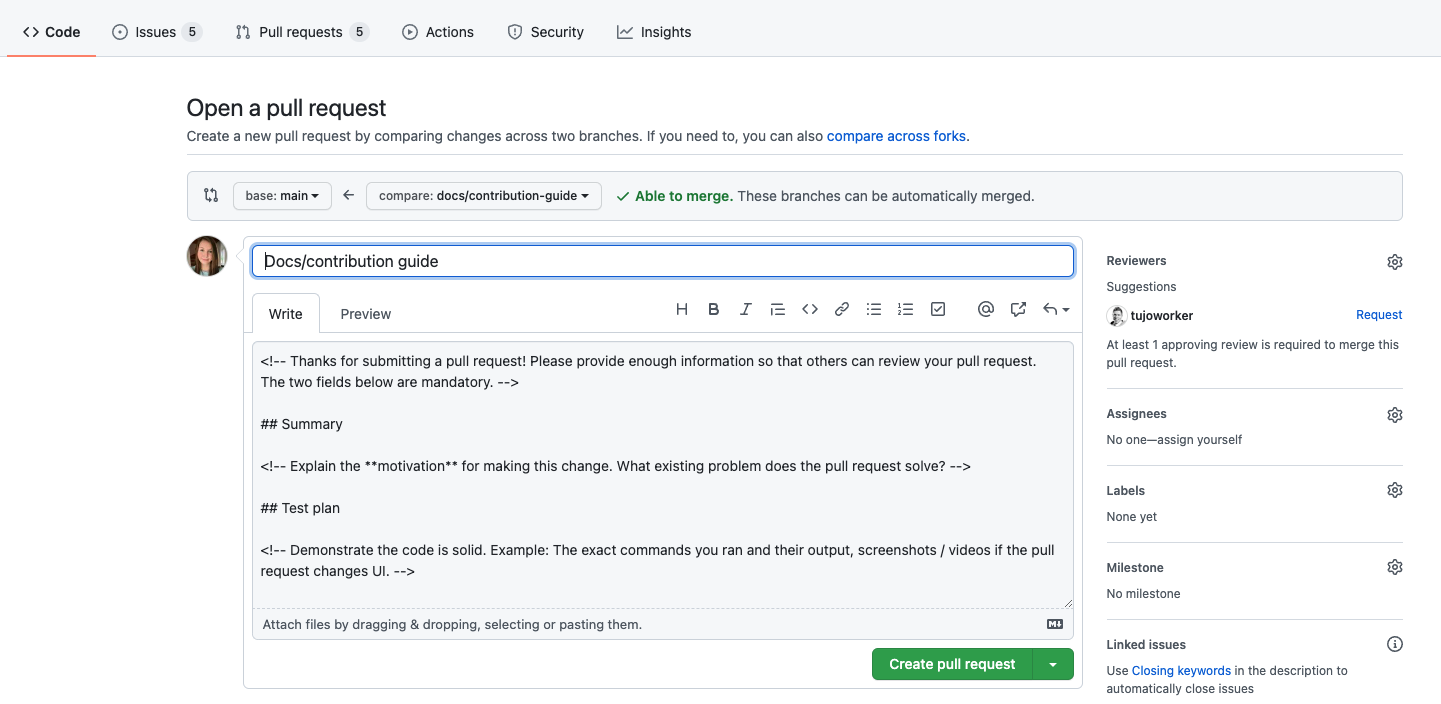 Code Issues 5 Pull requests 5 Actions Security Insights
Open a pull request
Create a new pull request by comparing changes across two branches. If you need to, you can also compare across forks.
base: main compare: docs/contribution-guide Able to merge. These branches can be automatically merged.
Docs/contribution guide
Write Preview
<!-- Thanks for submitting a pull request! Please provide enough information so that others can review your pull request.
The two fields below are mandatory. -->
## Summary
<!-- Explain the **motivation** for making this change. What existing problem does the pull request solve? -->
## Test plan
<!-- Demonstrate the code is solid. Example: The exact commands you ran and their output, screenshots / videos if the pull
request changes UI. -->
Attach files by dragging & dropping, selecting or pasting them.
Create pull request
Reviewers
Suggestions
tujoworker Request
At least 1 approving review is required to merge this
pull request.
Assignees
No one—assign yourself
Labels
None yet
Milestone
No milestone
Linked issues
Use Closing keywords in the description to
automatically close issues